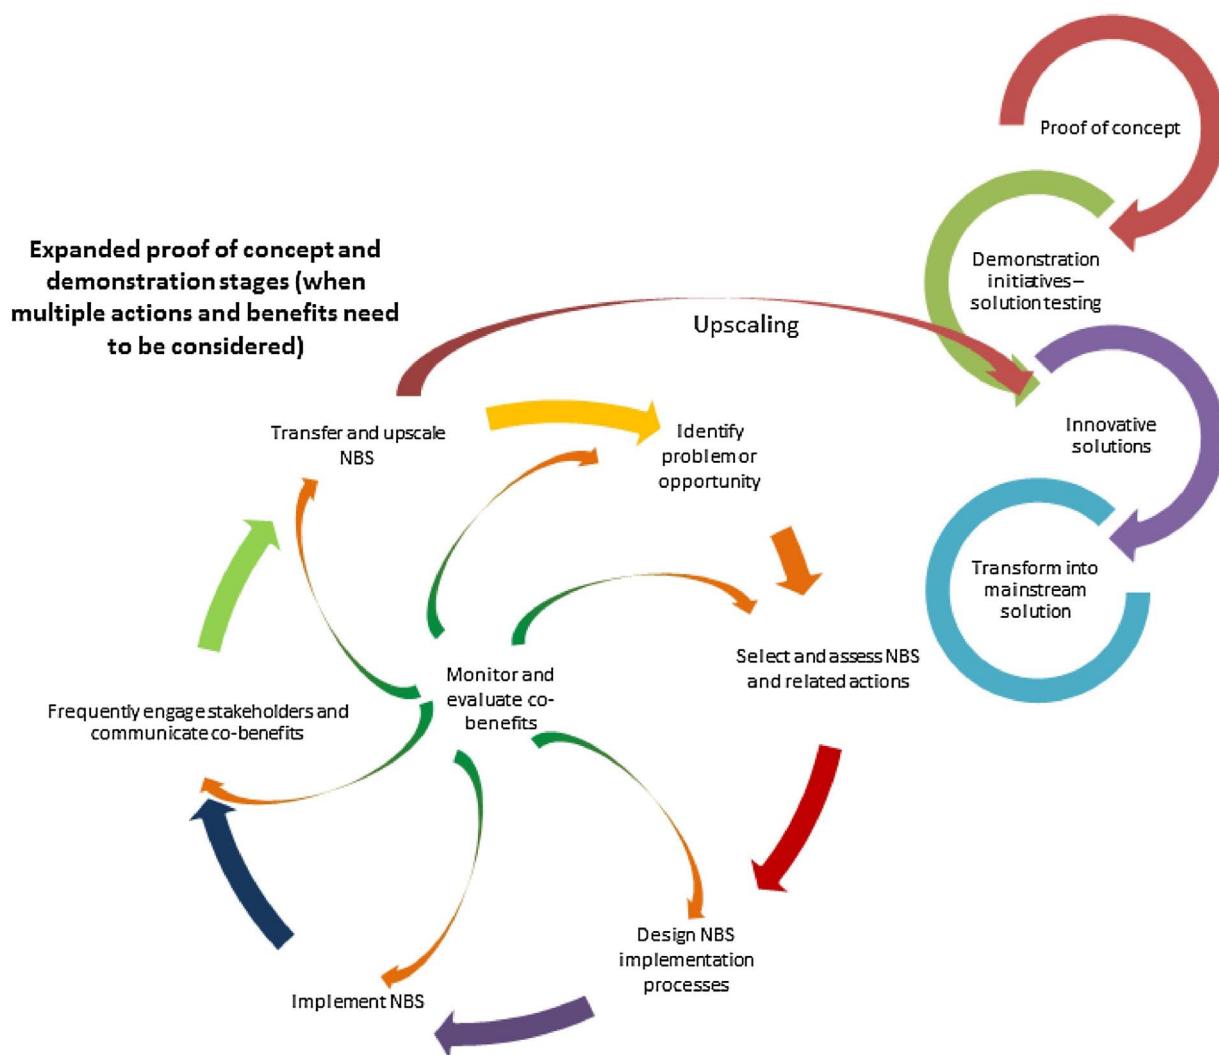 Proof of concept
Demonstration
initiatives–
solution testing
Innovative
solutions
Transform into
mainstream
solution
Expanded proof of concept and
demonstration stages (when
multiple actions and benefits need
to be considered)
Upscaling
Transfer and upscale
NBS
Identify
problem or
opportunity
Select and assess NBS
and related actions
Monitor and
evaluate co-
benefits
Frequently engage stakeholders and
communicate co-benefits
Design NBS
implementation
processes
Implement NBS